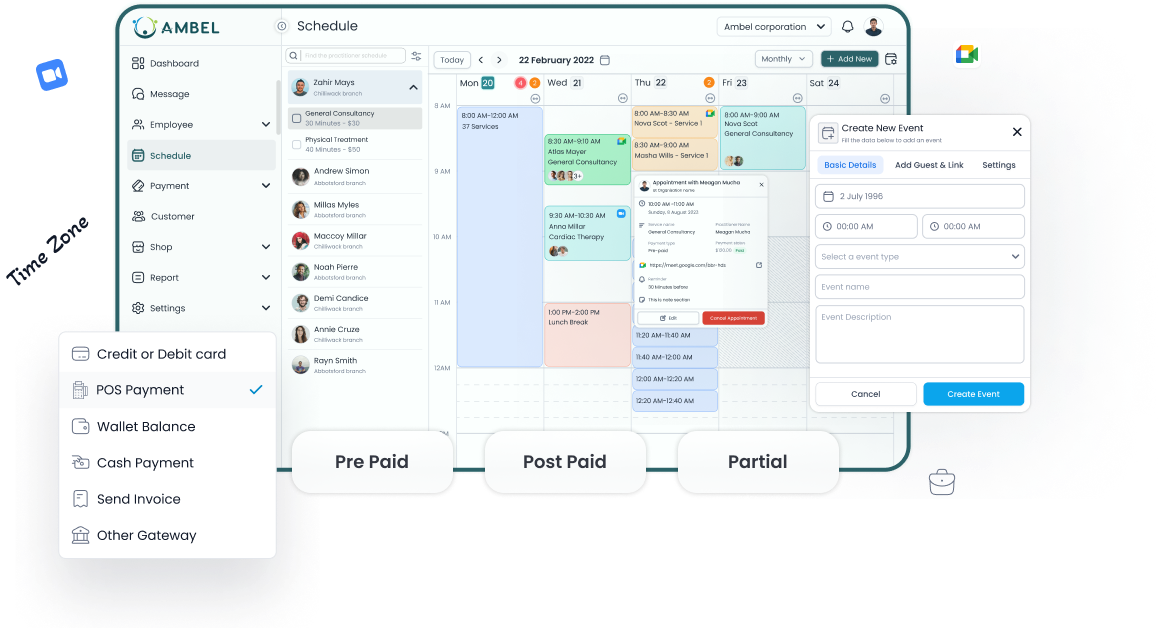 AMBEL
Schedule
Ambel corporation
Dashboard
Message
Employee
Schedule
Payment
Customer
Shop
Report
Settings
Find the practitioner schedule
Zahir Mays
Chilliwack branch
General Consultancy
30 Minutes - $30
Physical Treatment
40 Minutes - $50
Andrew Simon
Abbotsford branch
Millas Myles
Abbotsford branch
Maccoy Millar
Chilliwack branch
Noah Pierre
Abbotsford branch
Demi Candice
Chilliwack branch
Annie Cruze
Chilliwack branch
Rayn Smith
Abbotsford branch
Today
22 February 2022
Monthly
+ Add New
Mon 20
4
2
Wed 21
Thu 22
2
Fri 23
Sat 24
8 AM
9 AM
10 AM
11 AM
12AM
8:00 AM-12:00 AM
37 Services
8:30 AM-9:10 AM
Atlas Mayer
General Consultancy
3+
9:30 AM-10:30 AM
Anna Millar
Cardiac Therapy
1:00 PM-2:00 PM
Lunch Break
8:00 AM-8:30 AM
Nova Scot - Service 1
8:30 AM-9:00 AM
Masha Wills - Service 1
8:00 AM-9:00 AM
Nova Scot
General Consultancy
Appointment with Meagan Mucha
at Organisation name
10:00 AM -11:00 AM
Sunday, 8 August 2023
Service name
General Consultancy
Practitioner Name
Meagan Mucha
Payment type
Pre-paid
Payment status
$100.00
Paid
Reminder
30 Minutes before
This is note section
Edit
Cancel Appointment
11:20 AM-11:40 AM
11:40 AM-12:00 AM
12:00 AM-12:20 AM
12:20 AM-12:40 AM
Create New Event
Fill the data below to add an event
Basic Details
Add Guest & Link
Settings
2 July 1996
00:00 AM
00:00 AM
Select a event type
Event name
Event Description
Cancel
Create Event
Time Zone
Credit or Debit card
POS Payment
Wallet Balance
Cash Payment
Send Invoice
Other Gateway
Pre Paid
Post Paid
Partial